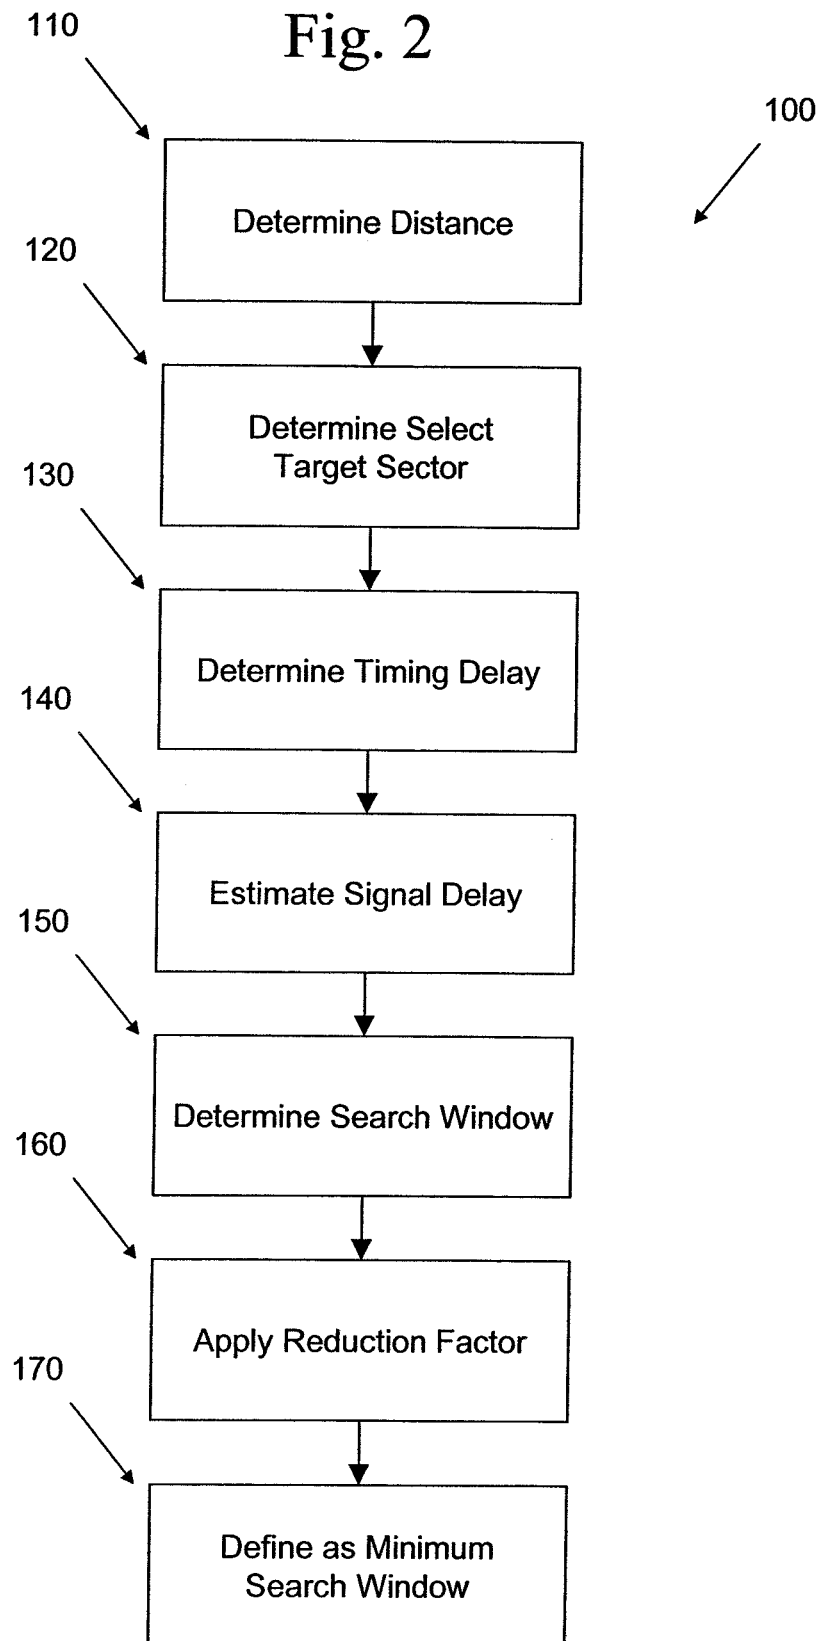 110
Fig. 2
100
Determine Distance
120
Determine Select
Target Sector
130
Determine Timing Delay
140
Estimate Signal Delay
150
Determine Search Window
160
Apply Reduction Factor
170
Define as Minimum
Search Window